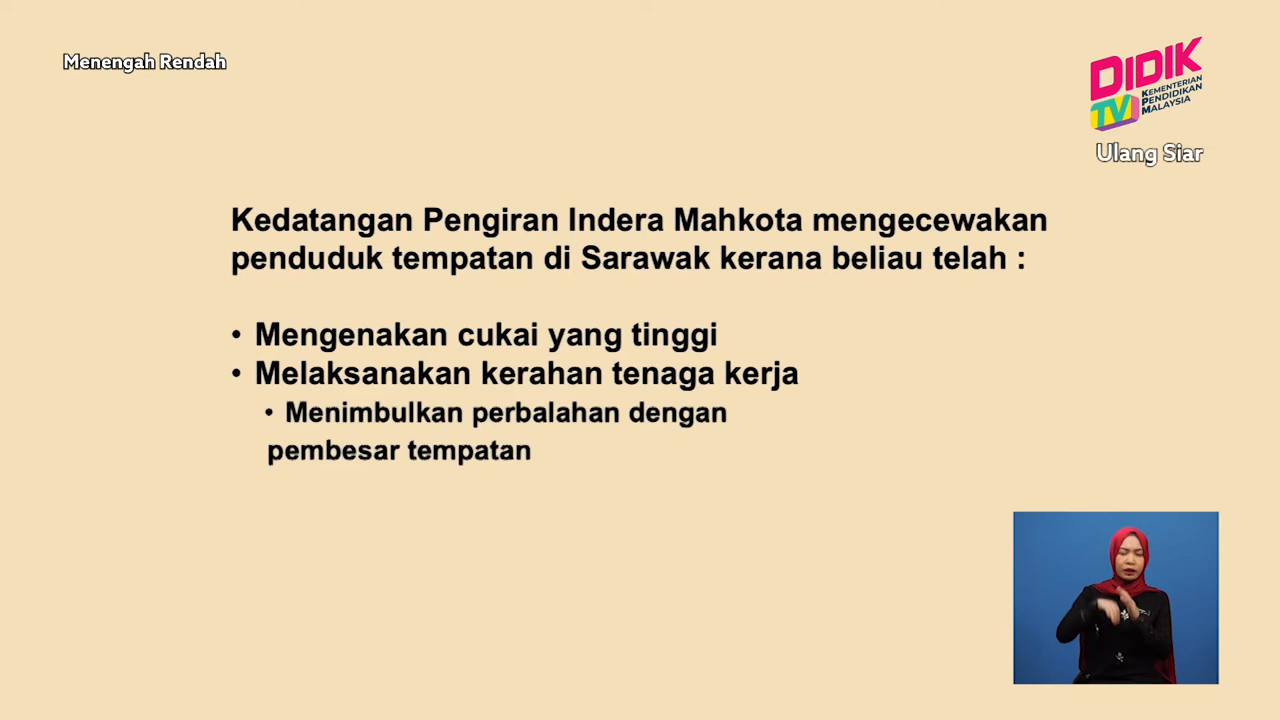 Menengah Rendah
DIDIK
TV
KEMENTERIAN
PENDIDIKAN
MALAYSIA
Ulang Siar
Kedatangan Pengiran Indera Mahkota mengecewakan
penduduk tempatan di Sarawak kerana beliau telah :
• Mengenakan cukai yang tinggi
• Melaksanakan kerahan tenaga kerja
• Menimbulkan perbalahan dengan
pembesar tempatan